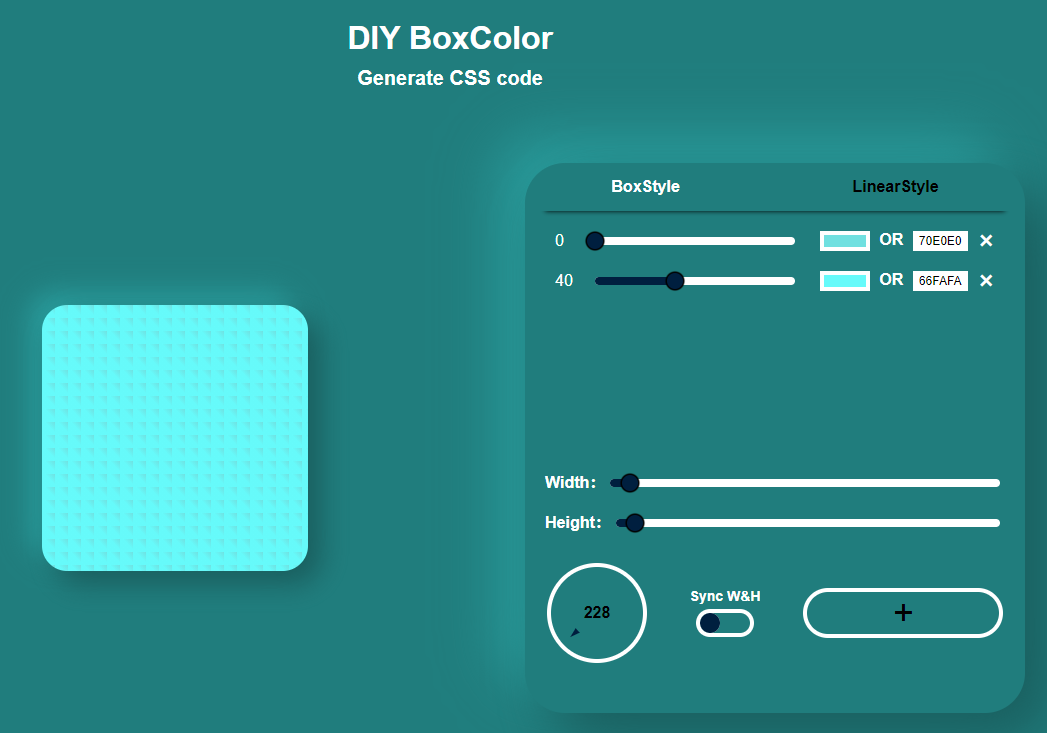 DIY BoxColor
Generate CSS code
BoxStyle LinearStyle
0 OR 70E0E0 ×
40 OR 66FAFA ×
Width:
Height:
Sync W&H
228 +